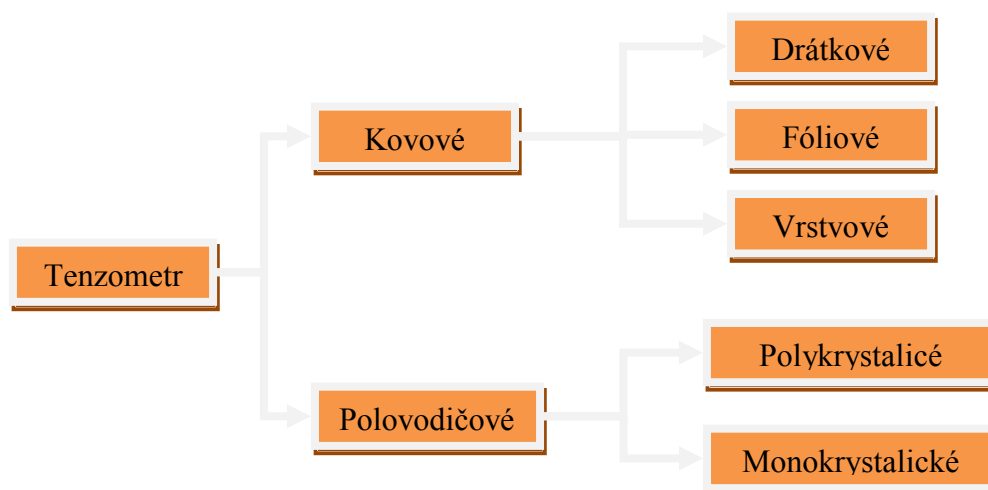 Tenzometr
Kovové
Drátkové
Fóliové
Vrstvové
Polovodičové
Polykrystalicé
Monokrystalické